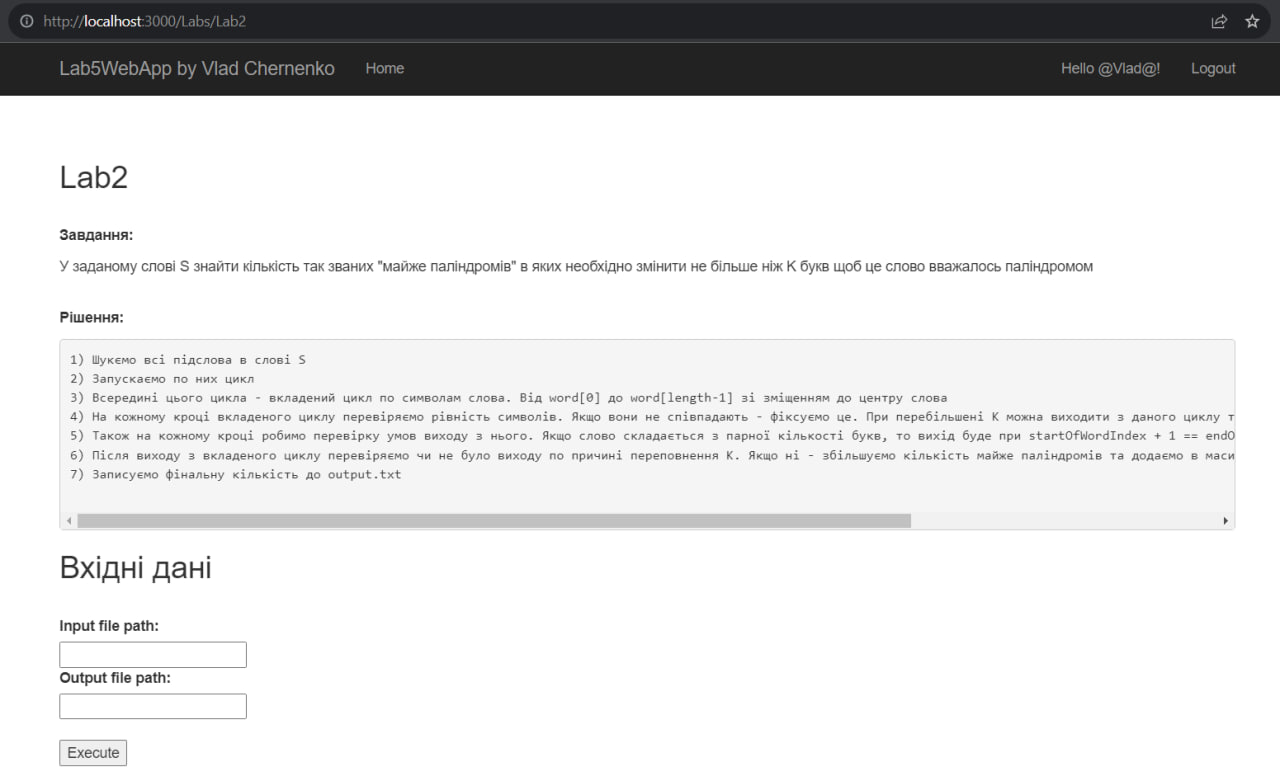 http://localhost:3000/Labs/Lab2
Lab5WebApp by Vlad Chernenko Home Hello @Vlad@! Logout
Lab2
Завдання:
У заданому слові S знайти кількість так званих "майже паліндромів" в яких необхідно змінити не більше ніж K букв щоб це слово вважалось паліндромом
Рішення:
1) Шукємо всі підслова в слові S
2) Запускаємо по них цикл
3) Всередині цього цикла - вкладений цикл по символам слова. Від word[0] до word[length-1] зі зміщенням до центру слова
4) На кожному кроці вкладеного циклу перевіряємо рівність символів. Якщо вони не співпадають - фіксуємо це. При перебільшені K можна виходити з даного циклу т
5) Також на кожному кроці робимо перевірку умов виходу з нього. Якщо слово складається з парної кількості букв, то вихід буде при startOfWordIndex + 1 == endO
6) Після виходу з вкладеного циклу перевіряємо чи не було виходу по причині переповнення K. Якщо ні - збільшуємо кількість майже паліндромів та додаємо в маси
7) Записуємо фінальну кількість до output.txt
Вхідні дані
Input file path:
Output file path:
Execute